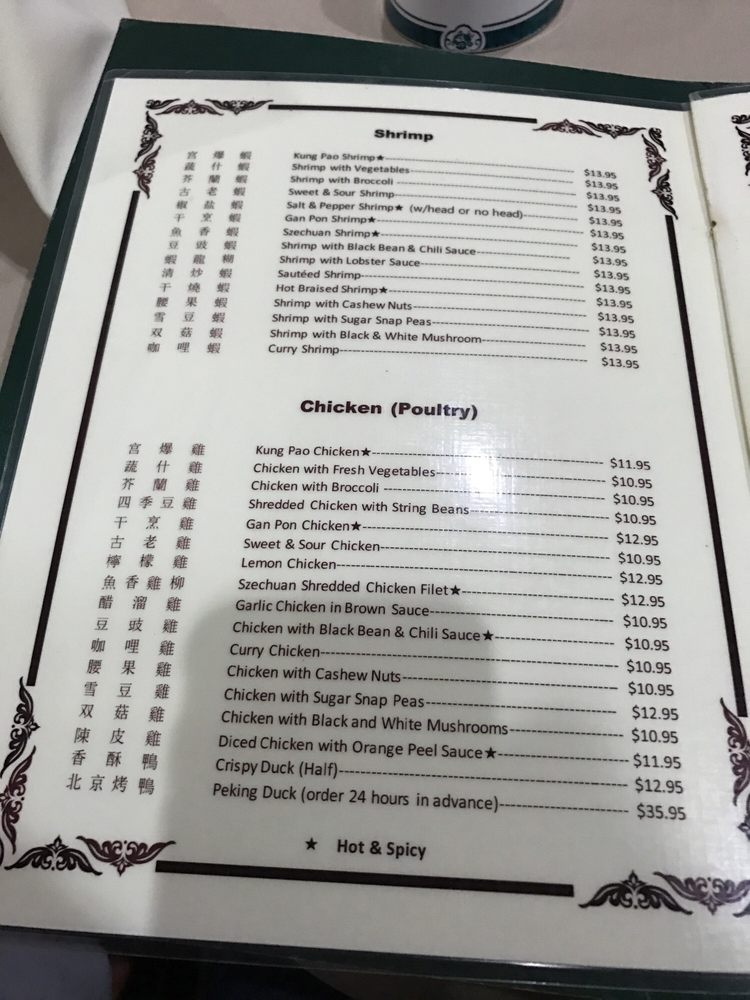 Shrimp
宮 爆 蝦 Kung Pao Shrimp★ $13.95
蔬 什 蝦 Shrimp with Vegetables $13.95
芥 蘭 蝦 Shrimp with Broccoli $13.95
古 老 蝦 Sweet & Sour Shrimp $13.95
椒 盐 蝦 Salt & Pepper Shrimp★ (w/head or no head) $13.95
干 烹 蝦 Gan Pon Shrimp★ $13.95
魚 香 蝦 Szechuan Shrimp★ $13.95
豆 豉 蝦 Shrimp with Black Bean & Chili Sauce $13.95
蝦 龍 糊 Shrimp with Lobster Sauce $13.95
清 炒 蝦 Sautéed Shrimp $13.95
干 燒 蝦 Hot Braised Shrimp★ $13.95
腰 果 蝦 Shrimp with Cashew Nuts $13.95
雪 豆 蝦 Shrimp with Sugar Snap Peas $13.95
双 菇 蝦 Shrimp with Black & White Mushroom $13.95
咖 哩 蝦 Curry Shrimp $13.95
Chicken (Poultry)
宮 爆 雞 Kung Pao Chicken★ $11.95
蔬 什 雞 Chicken with Fresh Vegetables $10.95
芥 蘭 雞 Chicken with Broccoli $10.95
四 季 豆 雞 Shredded Chicken with String Beans $10.95
干 烹 雞 Gan Pon Chicken★ $12.95
古 老 雞 Sweet & Sour Chicken $10.95
檸 檬 雞 Lemon Chicken $12.95
魚 香 雞 柳 Szechuan Shredded Chicken Filet★ $12.95
醋 溜 雞 Garlic Chicken in Brown Sauce $10.95
豆 豉 雞 Chicken with Black Bean & Chili Sauce★ $10.95
咖 哩 雞 Curry Chicken $10.95
腰 果 雞 Chicken with Cashew Nuts $10.95
雪 豆 雞 Chicken with Sugar Snap Peas $12.95
双 菇 雞 Chicken with Black and White Mushrooms $10.95
陳 皮 雞 Diced Chicken with Orange Peel Sauce★ $11.95
香 酥 鴨 Crispy Duck (Half) $12.95
北 京 烤 鴨 Peking Duck (order 24 hours in advance) $35.95
★ Hot & Spicy